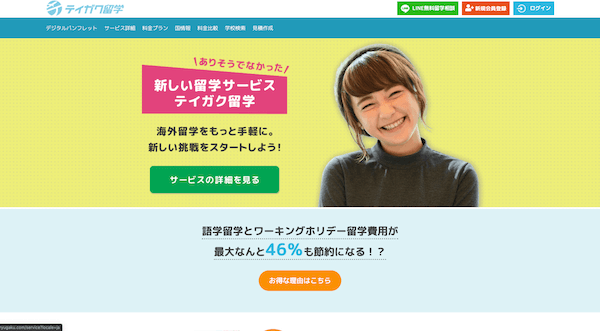 テイガク留学
LINE無料留学相談
新規会員登録
ログイン
デジタルパンフレット サービス詳細 料金プラン 国情報 料金比較 学校検索 見積作成
\ありそうでなかった/
新しい留学サービス
テイガク留学
海外留学をもっと手軽に。
新しい挑戦をスタートしよう!
サービスの詳細を見る
語学留学とワーキングホリデー留学費用が
最大なんと46%も節約になる!?
お得な理由はこちら